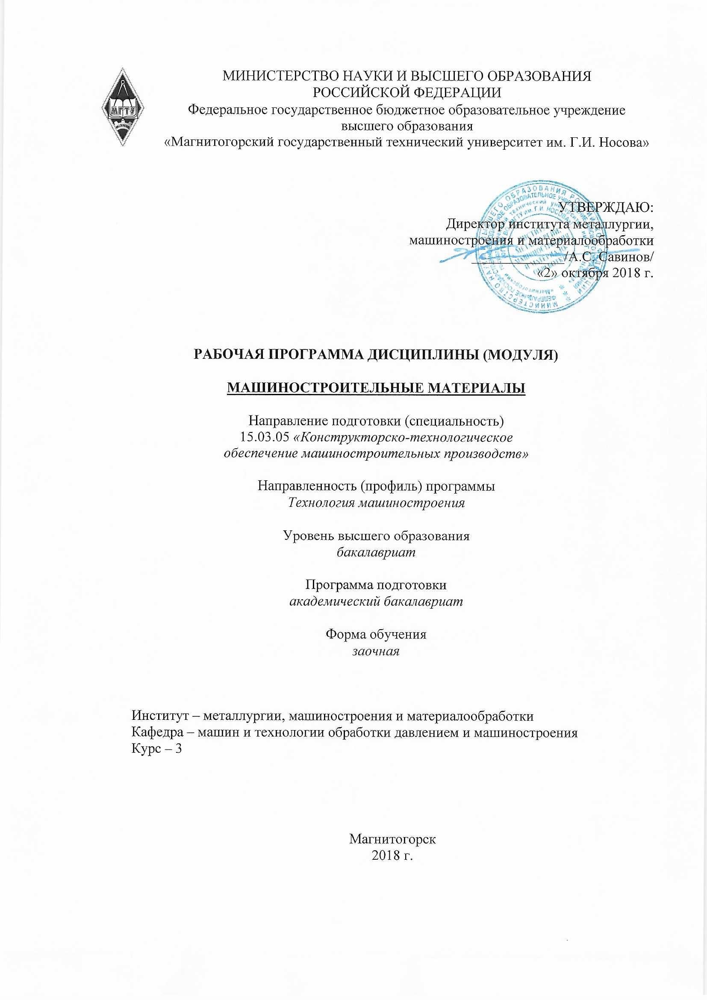 МИНИСТЕРСТВО НАУКИ И ВЫСШЕГО ОБРАЗОВАНИЯ
РОССИЙСКОЙ ФЕДЕРАЦИИ
Федеральное государственное бюджетное образовательное учреждение
высшего образования
«Магнитогорский государственный технический университет им. Г.И. Носова»
МГТУ
УТВЕРЖДАЮ:
Директор института металлургии,
машиностроения и материалообработки
/А.С. Савинов/
«2» октября 2018 г.
РАБОЧАЯ ПРОГРАММА ДИСЦИПЛИНЫ (МОДУЛЯ)
МАШИНОСТРОИТЕЛЬНЫЕ МАТЕРИАЛЫ
Направление подготовки (специальность)
15.03.05 «Конструкторско-технологическое
обеспечение машиностроительных производств»
Направленность (профиль) программы
Технология машиностроения
Уровень высшего образования
бакалавриат
Программа подготовки
академический бакалавриат
Форма обучения
заочная
Институт – металлургии, машиностроения и материалообработки
Кафедра – машин и технологии обработки давлением и машиностроения
Курс – 3
Магнитогорск
2018 г.